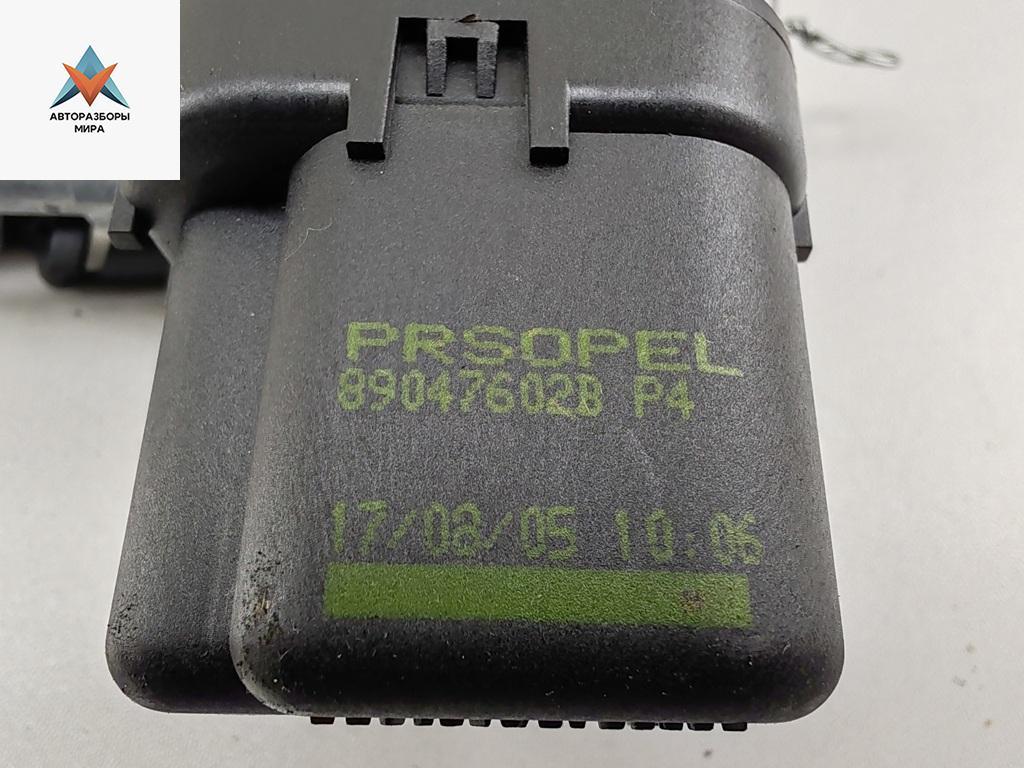 АВТОРАЗБОРЫ
МИРА
PRSOPEL
89047602B P4
17/08/05 10:06